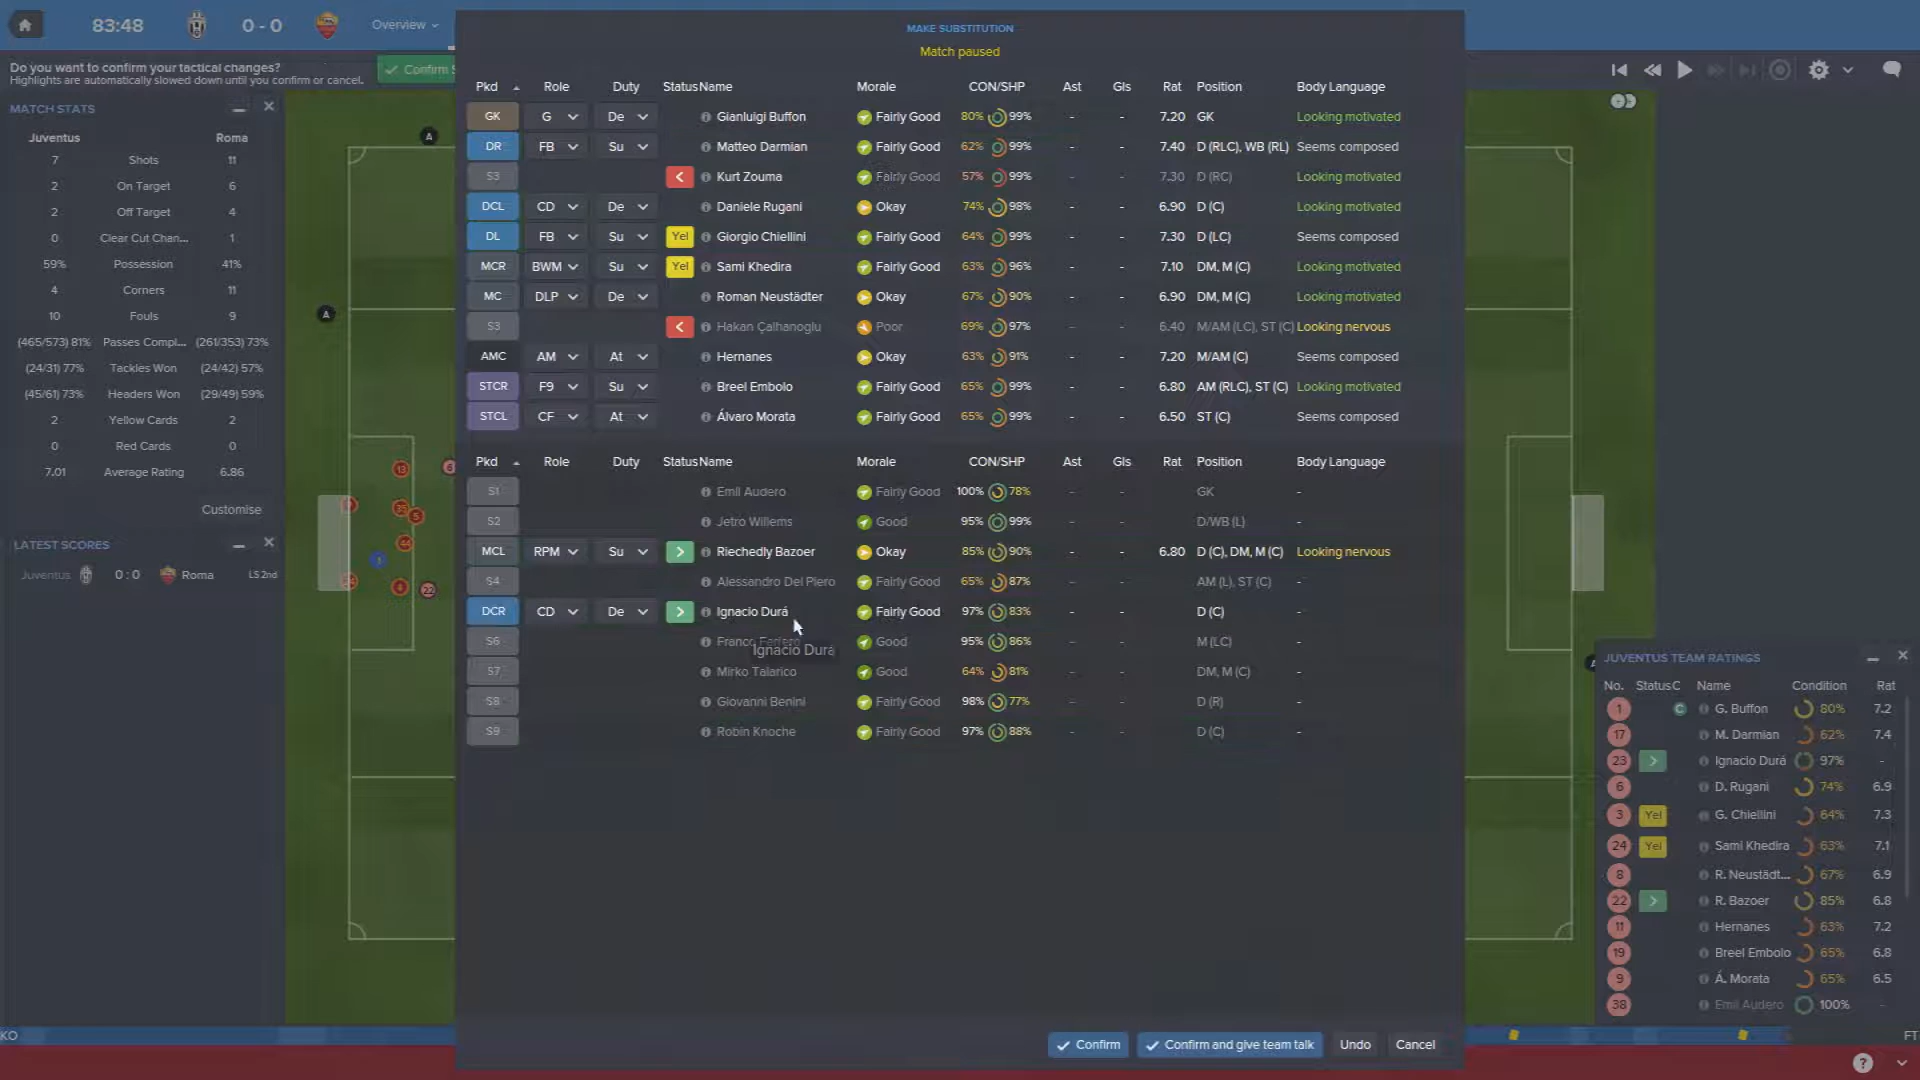 83:48 0 - 0 Overview
MAKE SUBSTITUTION
Match paused
Do you want to confirm your tactical changes?
Highlights are automatically slowed down until you confirm or cancel.
Confirm
MATCH STATS
Juventus Roma
7 Shots 11
2 On Target 6
2 Off Target 4
0 Clear Cut Chan... 1
59% Possession 41%
4 Corners 11
10 Fouls 9
(465/573) 81% Passes Compl... (261/353) 73%
(24/31) 77% Tackles Won (24/42) 57%
(45/61) 73% Headers Won (29/49) 59%
2 Yellow Cards 2
0 Red Cards 0
7.01 Average Rating 6.86
Customise
LATEST SCORES
Juventus 0 : 0 Roma LS 2nd
A
A
13
6
35
5
44
22
Pkd Role Duty Status Name Morale CON/SHP Ast Gls Rat Position Body Language
GK G De Gianluigi Buffon Fairly Good 80% 99% - - 7.20 GK Looking motivated
DR FB Su Matteo Darmian Fairly Good 62% 99% - - 7.40 D (RLC), WB (RL) Seems composed
S3 Kurt Zouma Fairly Good 57% 99% - - 7.30 D (RC) Looking motivated
DCL CD De Daniele Rugani Okay 74% 98% - - 6.90 D (C) Looking motivated
DL FB Su Yel Giorgio Chiellini Fairly Good 64% 99% - - 7.30 D (LC) Seems composed
MCR BWM Su Yel Sami Khedira Fairly Good 63% 96% - - 7.10 DM, M (C) Looking motivated
MC DLP De Roman Neustädter Okay 67% 90% - - 6.90 DM, M (C) Looking motivated
S3 Hakan Çalhanoglu Poor 69% 97% - - 6.40 M/AM (LC), ST (C) Looking nervous
AMC AM At Hernanes Okay 63% 91% - - 7.20 M/AM (C) Seems composed
STCR F9 Su Breel Embolo Fairly Good 65% 99% - - 6.80 AM (RLC), ST (C) Looking motivated
STCL CF At Álvaro Morata Fairly Good 65% 99% - - 6.50 ST (C) Seems composed
Pkd Role Duty Status Name Morale CON/SHP Ast Gls Rat Position Body Language
S1 Emil Audero Fairly Good 100% 78% - - GK -
S2 Jetro Willems Good 95% 99% - - D/WB (L) -
MCL RPM Su Riechedly Bazoer Okay 85% 90% - - 6.80 D (C), DM, M (C) Looking nervous
S4 Alessandro Del Piero Fairly Good 65% 87% - - AM (L), ST (C) -
DCR CD De Ignacio Durá Fairly Good 97% 83% - - D (C) -
S6 Franco Ferrero Good 95% 86% - - M (LC) -
Ignacio Durá
S7 Mirko Talarico Good 64% 81% - - DM, M (C) -
S8 Giovanni Benini Fairly Good 98% 77% - - D (R) -
S9 Robin Knoche Fairly Good 97% 88% - - D (C) -
Confirm Confirm and give team talk Undo Cancel
JUVENTUS TEAM RATINGS
No. Status C Name Condition Rat
1 C G. Buffon 80% 7.2
17 M. Darmian 62% 7.4
23 Ignacio Durá 97% -
6 D. Rugani 74% 6.9
3 Yel G. Chiellini 64% 7.3
24 Yel Sami Khedira 63% 7.1
8 R. Neustädt... 67% 6.9
22 R. Bazoer 85% 6.8
11 Hernanes 63% 7.2
19 Breel Embolo 65% 6.8
9 Á. Morata 65% 6.5
38 Emil Audero 100% -
KO FT
?